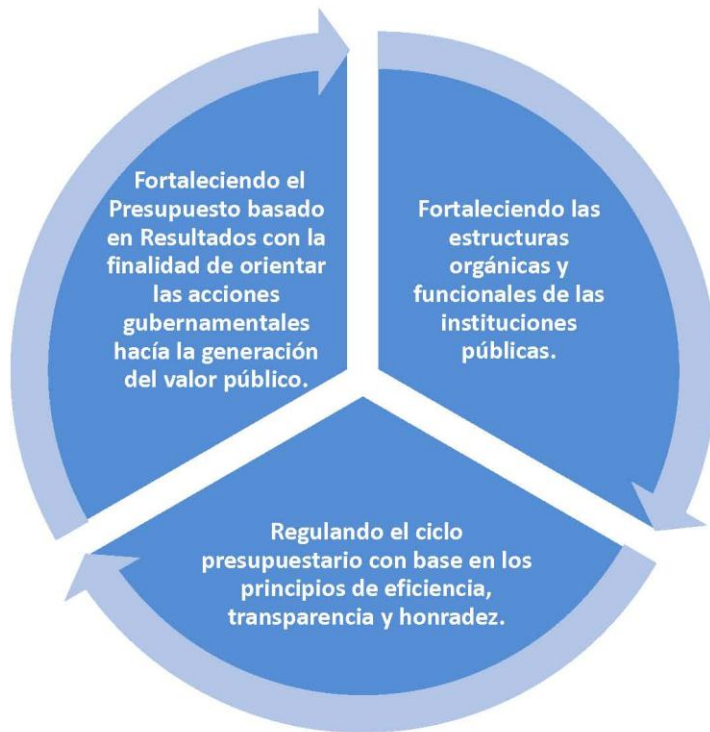 Fortaleciendo el
Presupuesto basado
en Resultados con la
finalidad de orientar
las acciones
gubernamentales
hacía la generación
del valor público.
Fortaleciendo las
estructuras
orgánicas y
funcionales de las
instituciones
públicas.
Regulando el ciclo
presupuestario con base en los
principios de eficiencia,
transparencia y honradez.